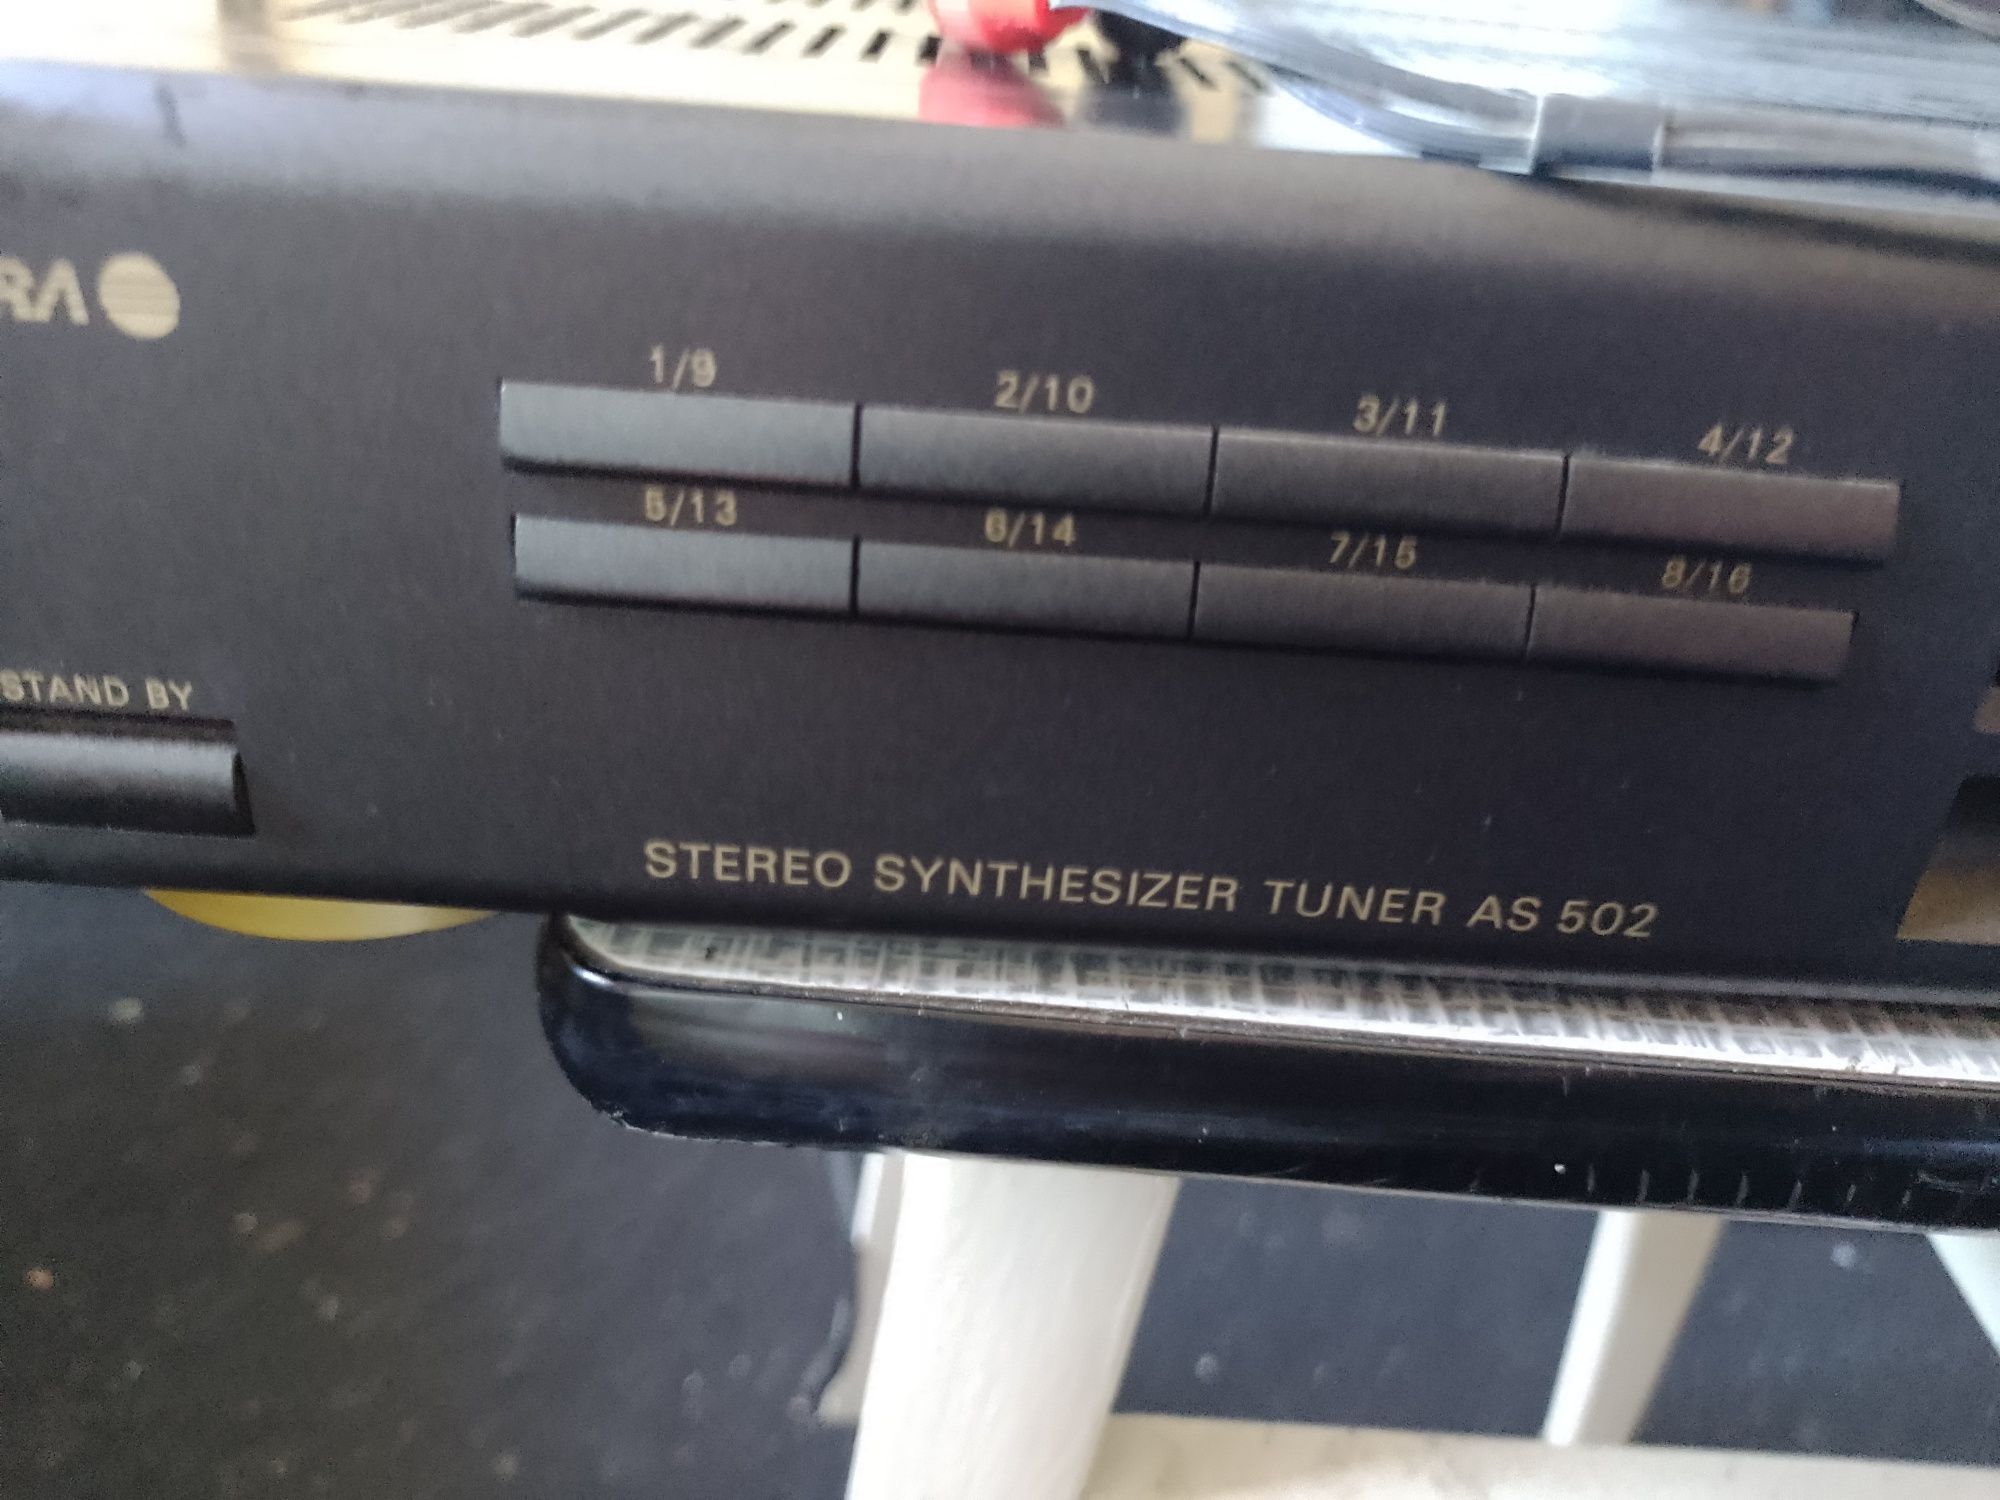 RA
1/9 2/10 3/11 4/12
5/13 6/14 7/15 8/16
STAND BY
STEREO SYNTHESIZER TUNER AS 502